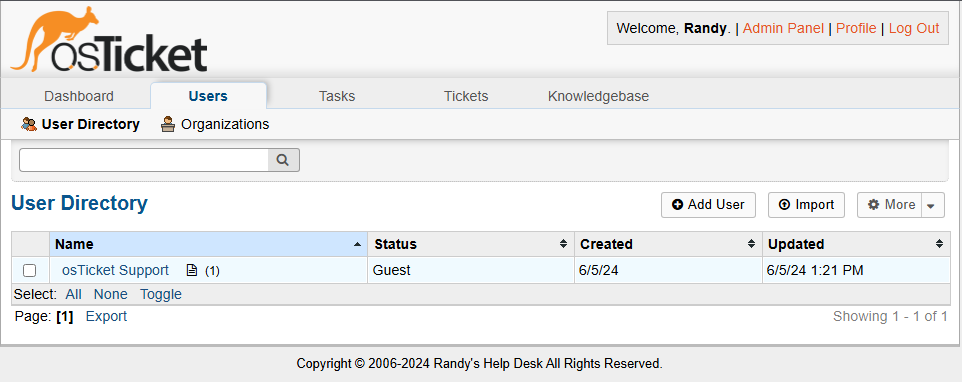 osTicket
Welcome, Randy. | Admin Panel | Profile | Log Out
Dashboard Users Tasks Tickets Knowledgebase
User Directory Organizations
User Directory Add User Import More
Name Status Created Updated
osTicket Support (1) Guest 6/5/24 6/5/24 1:21 PM
Select: All None Toggle
Page: [1] Export Showing 1 - 1 of 1
Copyright © 2006-2024 Randy's Help Desk All Rights Reserved.